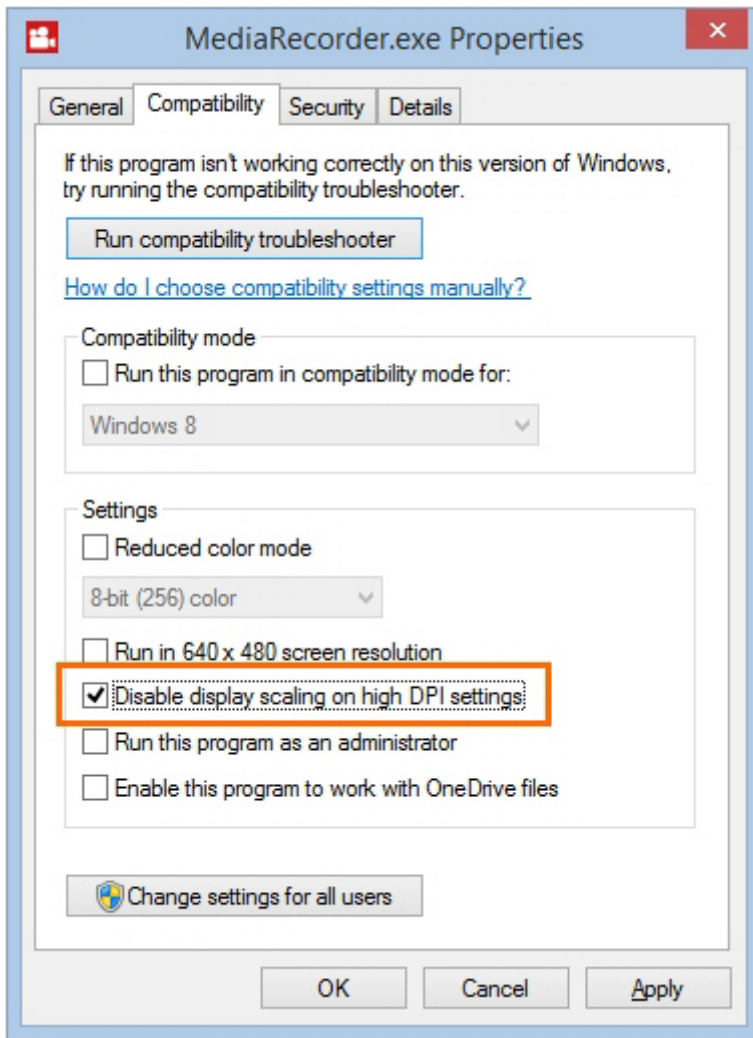 MediaRecorder.exe Properties
General Compatibility Security Details
If this program isn't working correctly on this version of Windows,
try running the compatibility troubleshooter.
Run compatibility troubleshooter
How do I choose compatibility settings manually?
Compatibility mode
Run this program in compatibility mode for:
Windows 8
Settings
Reduced color mode
8-bit (256) color
Run in 640 x 480 screen resolution
Disable display scaling on high DPI settings
Run this program as an administrator
Enable this program to work with OneDrive files
Change settings for all users
OK Cancel Apply